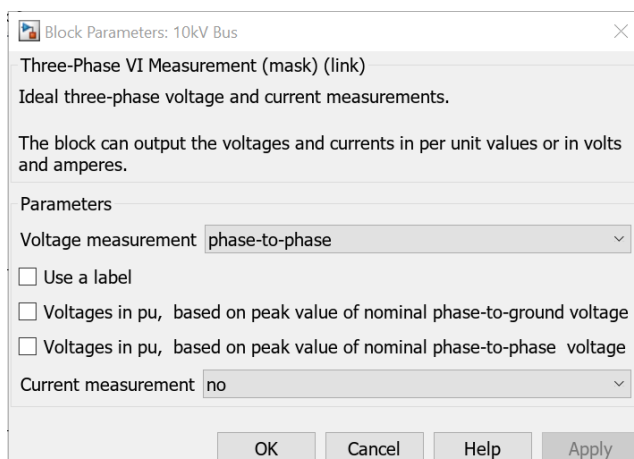 Block Parameters: 10kV Bus
Three-Phase VI Measurement (mask) (link)
Ideal three-phase voltage and current measurements.
The block can output the voltages and currents in per unit values or in volts
and amperes.
Parameters
Voltage measurement phase-to-phase
Use a label
Voltages in pu, based on peak value of nominal phase-to-ground voltage
Voltages in pu, based on peak value of nominal phase-to-phase voltage
Current measurement no
OK Cancel Help Apply